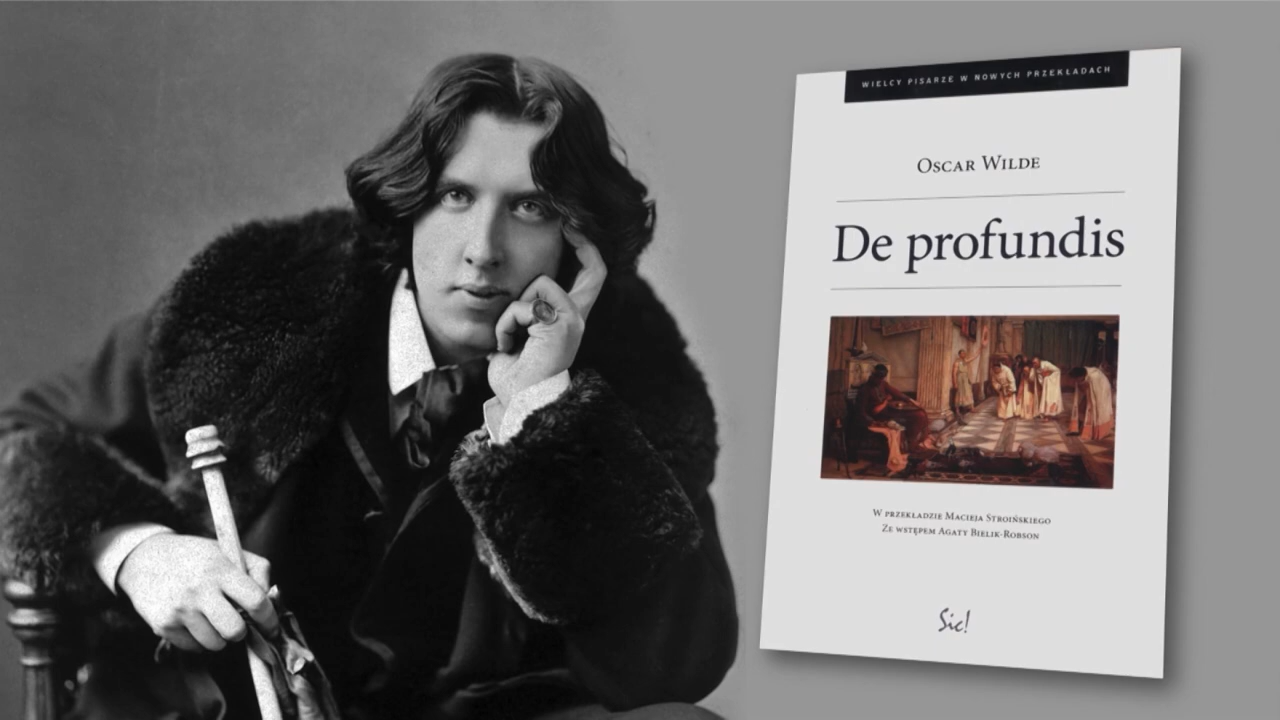 WIELCY PISARZE W NOWYCH PRZEKŁADACH
OSCAR WILDE
De profundis
W PRZEKŁADZIE MACIEJA STROIŃSKIEGO
ZE WSTĘPEM AGATY BIELIK-ROBSON
Sic!